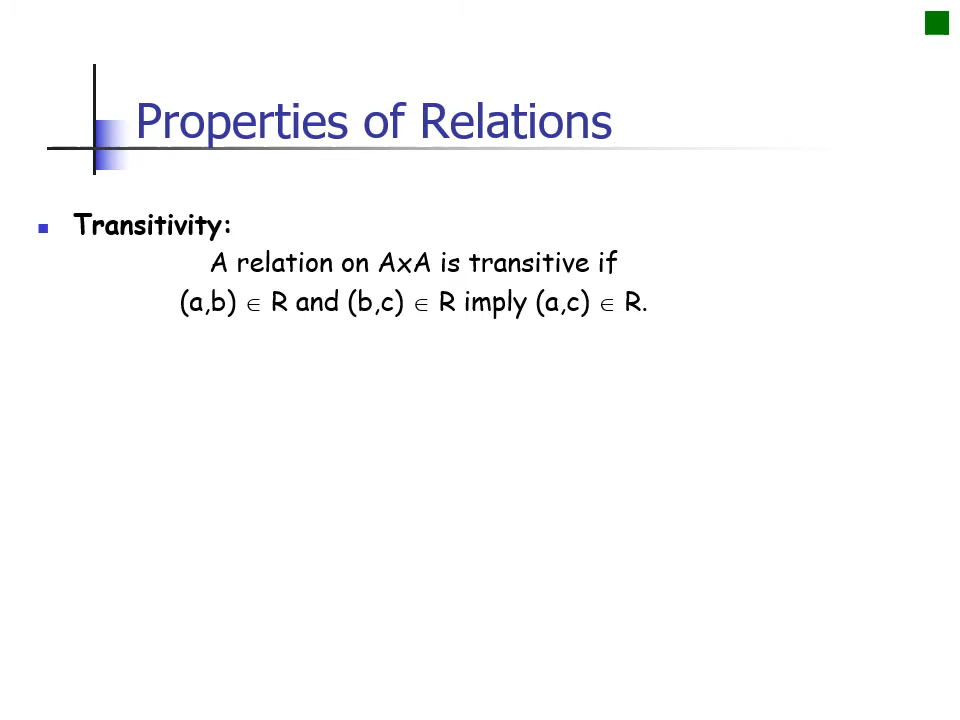 Properties of Relations
Transitivity:
A relation on AxA is transitive if
(a,b) ∈ R and (b,c) ∈ R imply (a,c) ∈ R.